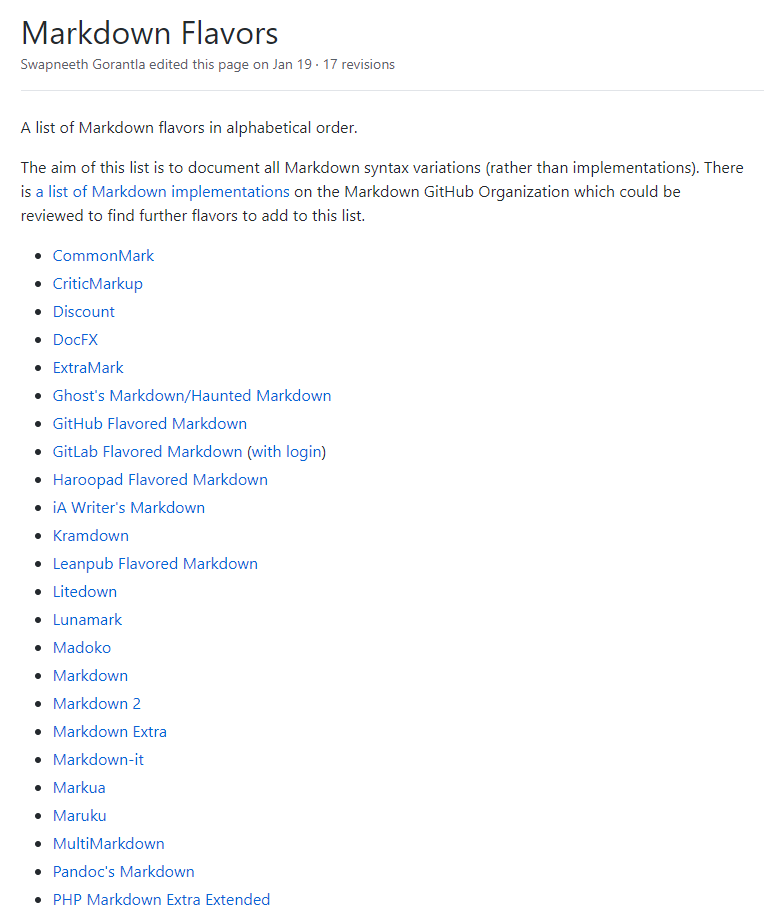 Markdown Flavors
Swapneeth Gorantla edited this page on Jan 19 · 17 revisions
A list of Markdown flavors in alphabetical order.
The aim of this list is to document all Markdown syntax variations (rather than implementations). There
is a list of Markdown implementations on the Markdown GitHub Organization which could be
reviewed to find further flavors to add to this list.
• CommonMark
• CriticMarkup
• Discount
• DocFX
• ExtraMark
• Ghost's Markdown/Haunted Markdown
• GitHub Flavored Markdown
• GitLab Flavored Markdown (with login)
• Haroopad Flavored Markdown
• iA Writer's Markdown
• Kramdown
• Leanpub Flavored Markdown
• Litedown
• Lunamark
• Madoko
• Markdown
• Markdown 2
• Markdown Extra
• Markdown-it
• Markua
• Maruku
• MultiMarkdown
• Pandoc's Markdown
• PHP Markdown Extra Extended